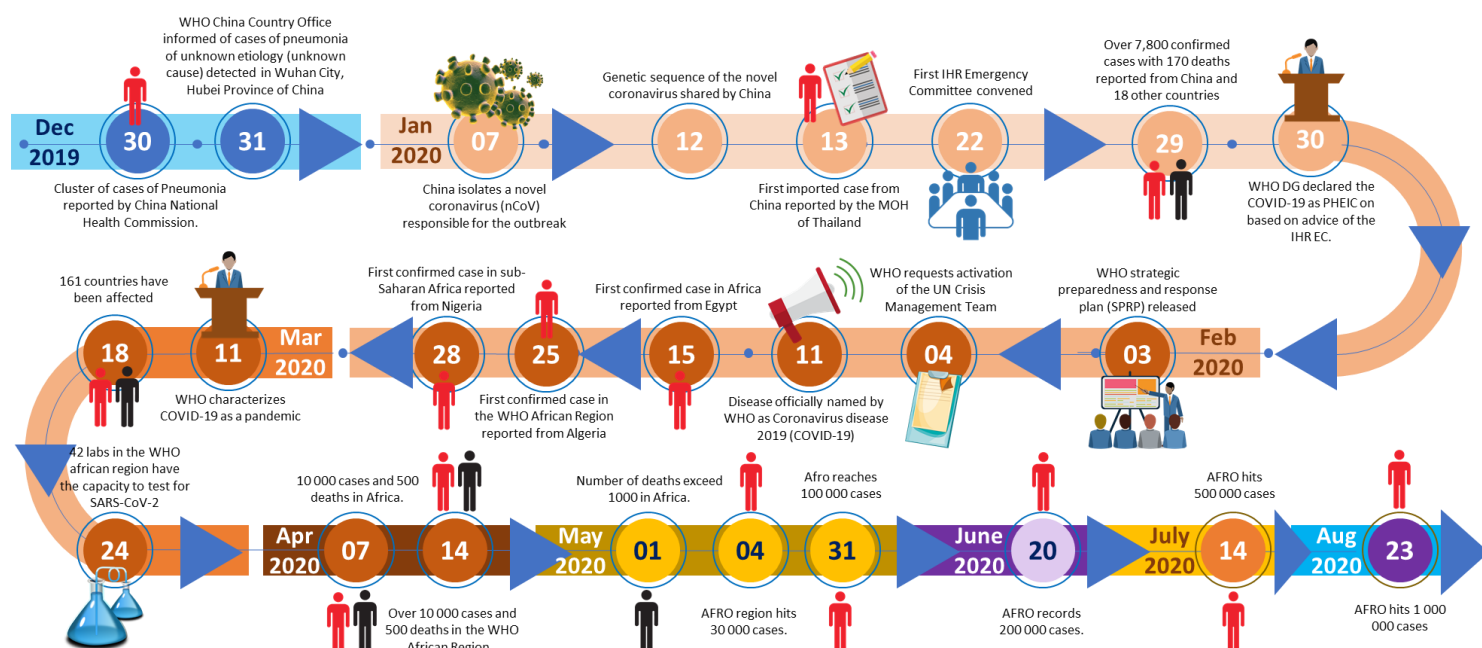 WHO China Country Office
informed of cases of pneumonia
of unknown etiology (unknown
cause) detected in Wuhan City,
Hubei Province of China
Dec
2019
30
31
Cluster of cases of Pneumonia
reported by China National
Health Commission.
Jan
2020
07
China isolates a novel
coronavirus (nCoV)
responsible for the outbreak
Genetic sequence of the novel
coronavirus shared by China
12
13
First imported case from
China reported by the MOH
of Thailand
First IHR Emergency
Committee convened
22
Over 7,800 confirmed
cases with 170 deaths
reported from China and
18 other countries
29
30
WHO DG declared the
COVID-19 as PHEIC on
based on advice of the
IHR EC.
Feb
2020
WHO strategic
preparedness and response
plan (SPRP) released
03
WHO requests activation
of the UN Crisis
Management Team
04
11
Disease officially named by
WHO as Coronavirus disease
2019 (COVID-19)
First confirmed case in Africa
reported from Egypt
15
25
First confirmed case in
the WHO African Region
reported from Algeria
First confirmed case in sub-
Saharan Africa reported
from Nigeria
28
Mar
2020
11
WHO characterizes
COVID-19 as a pandemic
161 countries have
been affected
18
42 labs in the WHO
african region have
the capacity to test for
SARS-CoV-2
24
Apr
2020
10 000 cases and 500
deaths in Africa.
07
14
Over 10 000 cases and
500 deaths in the WHO
African Region
May
2020
Number of deaths exceed
1000 in Africa.
01
04
AFRO region hits
30 000 cases.
Afro reaches
100 000 cases
31
June
2020
20
AFRO records
200 000 cases.
July
2020
AFRO hits
500 000 cases
14
Aug
2020
23
AFRO hits 1 000
000 cases